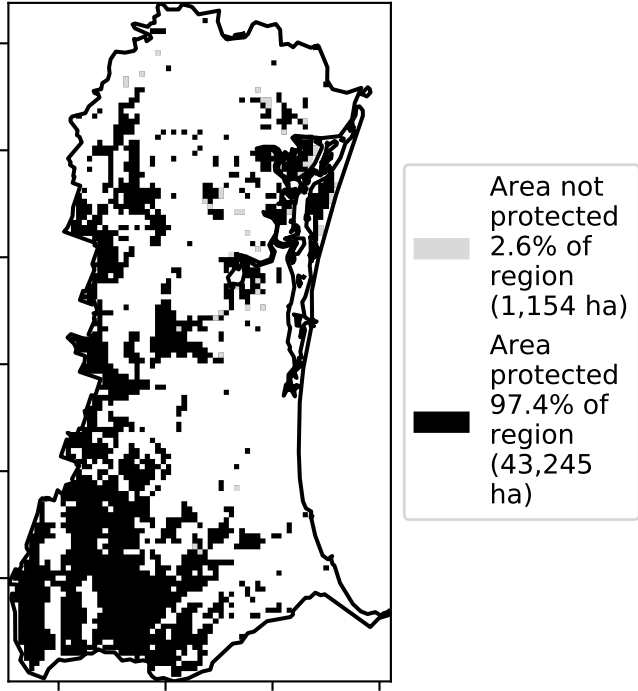 Area not
protected
2.6% of
region
(1,154 ha)
Area
protected
97.4% of
region
(43,245
ha)